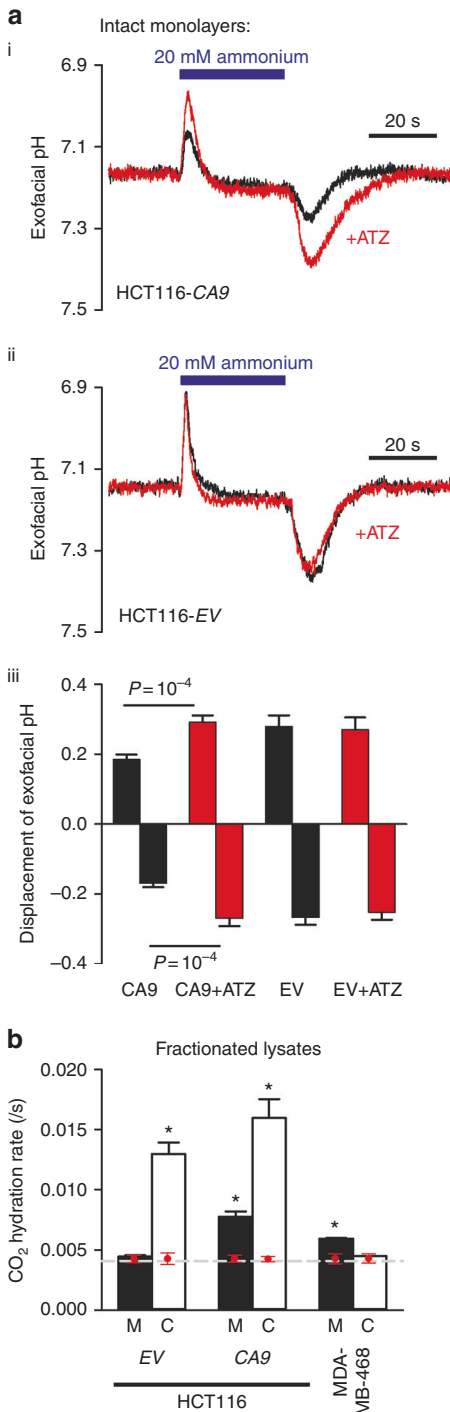 a
Intact monolayers:
i
20 mM ammonium
6.9
7.1
7.3
7.5
Exofacial pH
20 s
+ATZ
HCT116-CA9
ii
20 mM ammonium
6.9
7.1
7.3
7.5
Exofacial pH
20 s
+ATZ
HCT116-EV
iii
0.4
0.2
0.0
–0.2
–0.4
Displacement of exofacial pH
P = 10–4
P = 10–4
CA9 CA9+ATZ EV EV+ATZ
b
Fractionated lysates
0.020
0.015
0.010
0.005
0.000
CO2 hydration rate (/s)
* * * *
M C M C M C
EV CA9
HCT116
MDA-
MB-468